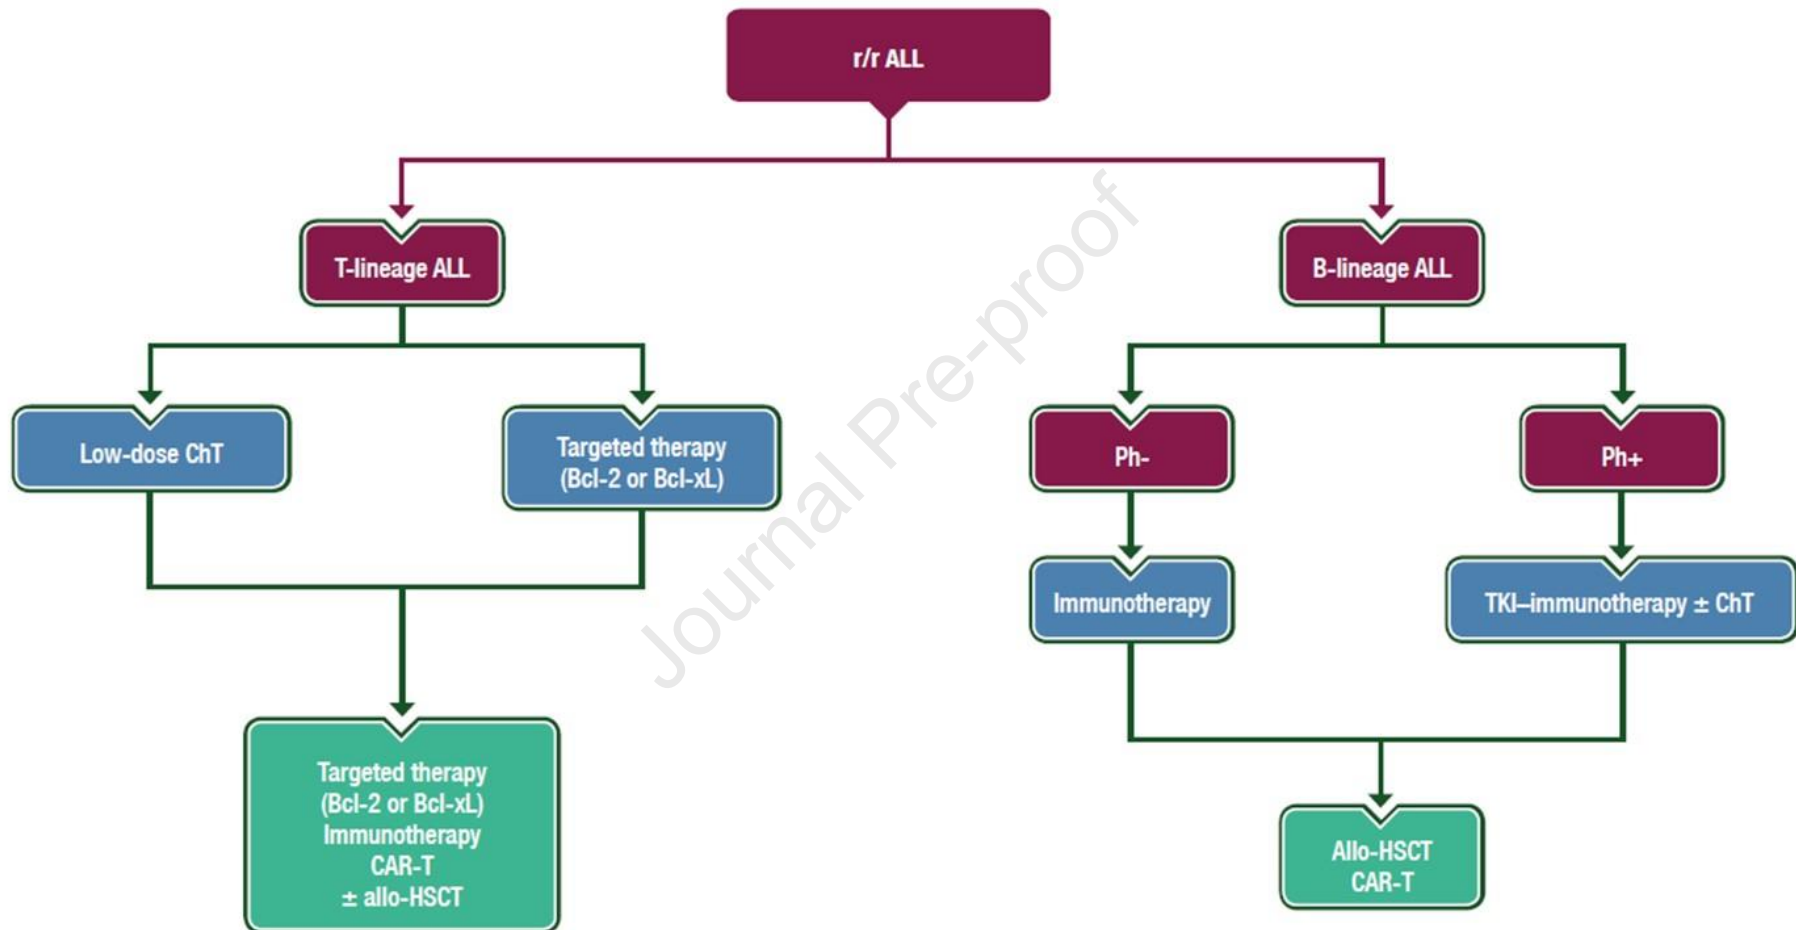 r/r ALL
T-lineage ALL
B-lineage ALL
Low-dose ChT
Targeted therapy
(Bcl-2 or Bcl-xL)
Ph-
Ph+
Immunotherapy
TKI–immunotherapy ± ChT
Targeted therapy
(Bcl-2 or Bcl-xL)
Immunotherapy
CAR-T
± allo-HSCT
Allo-HSCT
CAR-T
Journal Pre-proof